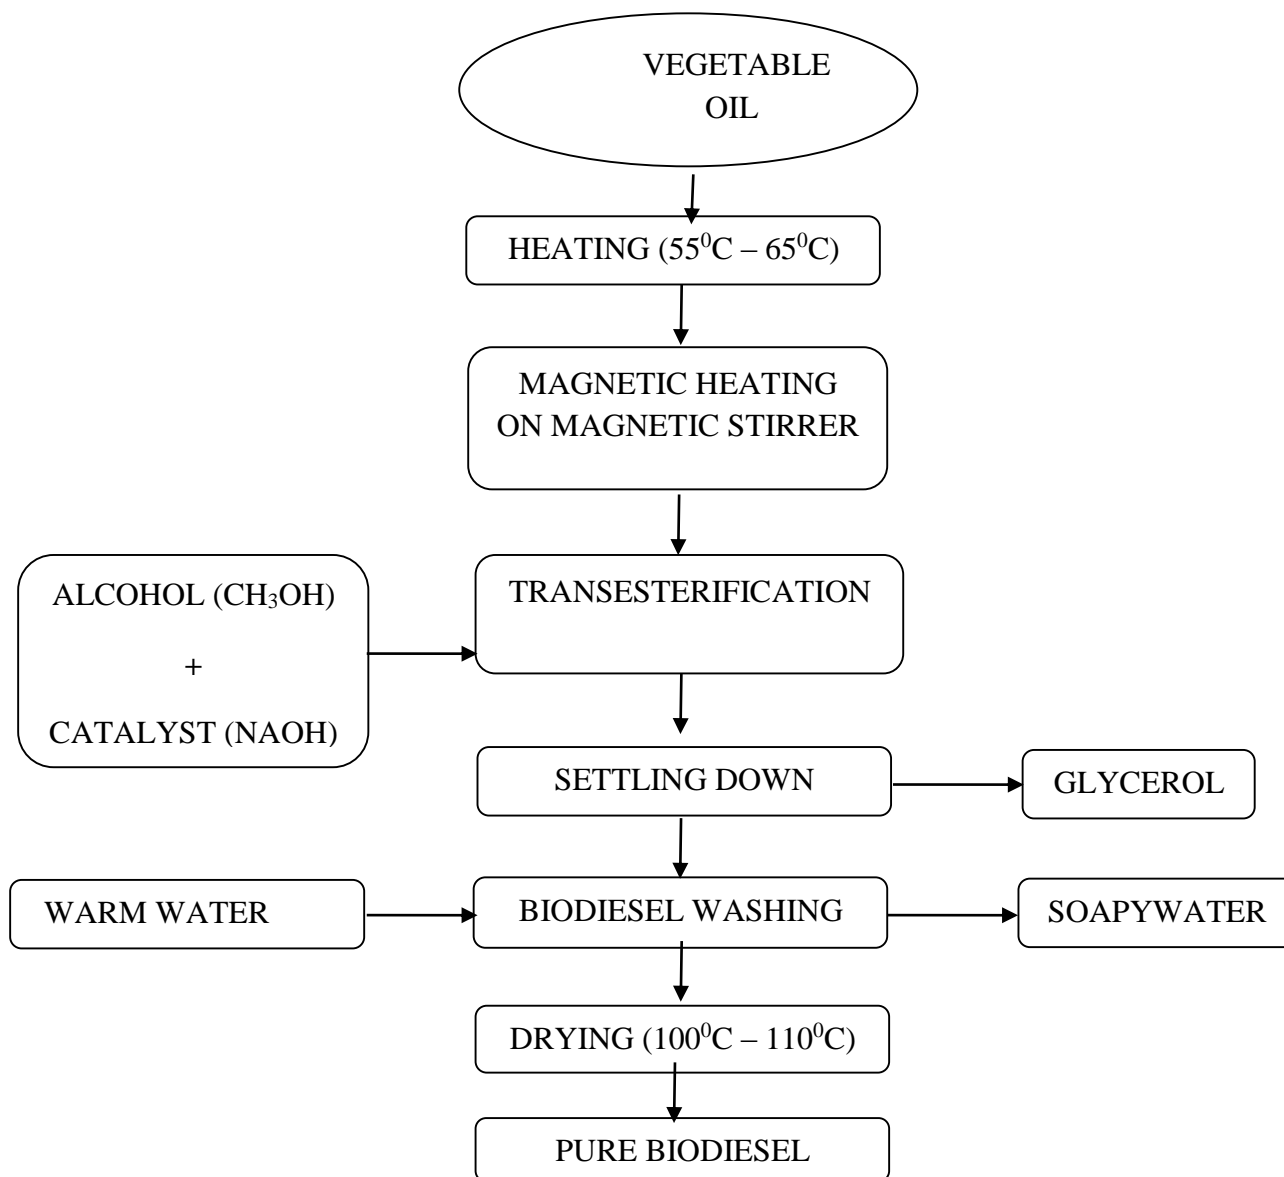 VEGETABLE
OIL
HEATING (55⁰C – 65⁰C)
MAGNETIC HEATING
ON MAGNETIC STIRRER
ALCOHOL (CH₃OH)
+
CATALYST (NAOH)
TRANSESTERIFICATION
SETTLING DOWN
GLYCEROL
WARM WATER
BIODIESEL WASHING
SOAPYWATER
DRYING (100⁰C – 110⁰C)
PURE BIODIESEL